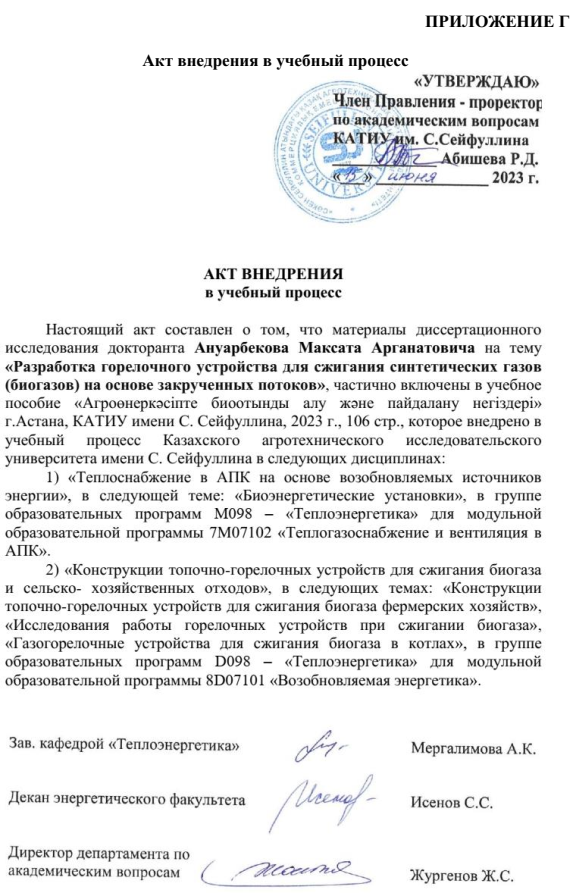 ПРИЛОЖЕНИЕ Г
Акт внедрения в учебный процесс
«УТВЕРЖДАЮ»
Член Правления - проректор
по академическим вопросам
КАТИУ им. С.Сейфуллина
Абишева Р.Д.
« 15 » июня 2023 г.
SEIFULLIN
UNIVERSITY
АКТ ВНЕДРЕНИЯ
в учебный процесс
Настоящий акт составлен о том, что материалы диссертационного
исследования докторанта Ануарбекова Максата Арганатовича на тему
«Разработка горелочного устройства для сжигания синтетических газов
(биогазов) на основе закрученных потоков», частично включены в учебное
пособие «Агроөнеркәсіпте биоотынды алу және пайдалану негіздері»
г.Астана, КАТИУ имени С. Сейфуллина, 2023 г., 106 стр., которое внедрено в
учебный процесс Казахского агротехнического исследовательского
университета имени С. Сейфуллина в следующих дисциплинах:
1) «Теплоснабжение в АПК на основе возобновляемых источников
энергии», в следующей теме: «Биоэнергетические установки», в группе
образовательных программ М098 – «Теплоэнергетика» для модульной
образовательной программы 7М07102 «Теплогазоснабжение и вентиляция в
АПК».
2) «Конструкции топочно-горелочных устройств для сжигания биогаза
и сельско- хозяйственных отходов», в следующих темах: «Конструкции
топочно-горелочных устройств для сжигания биогаза фермерских хозяйств»,
«Исследования работы горелочных устройств при сжигании биогаза»,
«Газогорелочные устройства для сжигания биогаза в котлах», в группе
образовательных программ D098 – «Теплоэнергетика» для модульной
образовательной программы 8D07101 «Возобновляемая энергетика».
Зав. кафедрой «Теплоэнергетика» Мергалимова А.К.
Декан энергетического факультета Исенов С.С.
Директор департамента по
академическим вопросам Жургенов Ж.С.